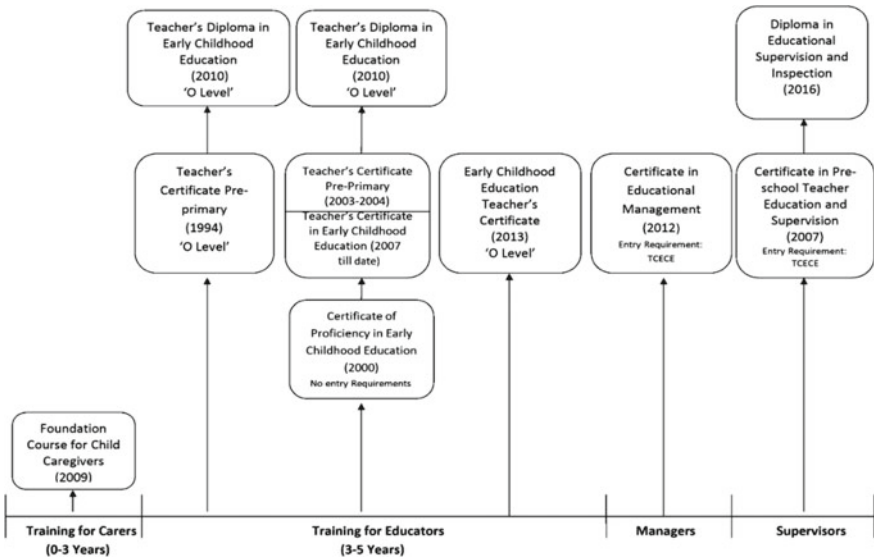 Teacher's Diploma in
Early Childhood
Education
(2010)
'O Level'
Teacher's Diploma in
Early Childhood
Education
(2010)
'O Level'
Diploma in
Educational
Supervision and
Inspection
(2016)
Teacher's
Certificate Pre-
primary
(1994)
'O Level'
Teacher's Certificate
Pre-Primary
(2003-2004)
Teacher's Certificate
in Early Childhood
Education (2007
till date)
Early Childhood
Education
Teacher's
Certificate
(2013)
'O Level'
Certificate in
Educational
Management
(2012)
Entry Requirement:
TCECE
Certificate in Pre-
school Teacher
Education and
Supervision
(2007)
Entry Requirement:
TCECE
Certificate of
Proficiency in Early
Childhood Education
(2000)
No entry Requirements
Foundation
Course for Child
Caregivers
(2009)
Training for Carers
(0-3 Years)
Training for Educators
(3-5 Years)
Managers
Supervisors